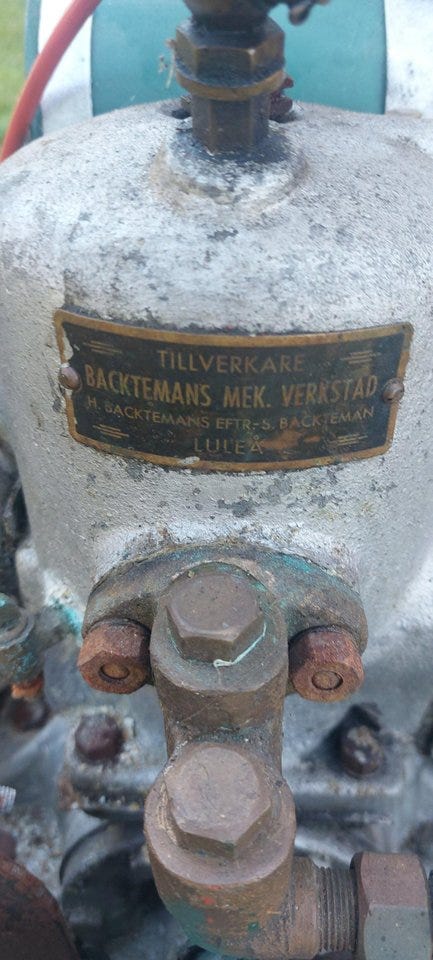 TILLVERKARE
BACKTEMANS MEK. VERKSTAD
H. BACKTEMANS EFTR.-S. BACKTEMAN
LULEÅ